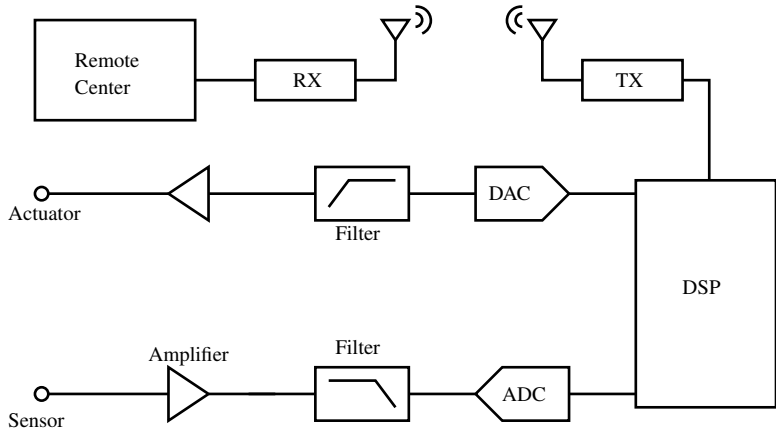 Remote
Center
RX
TX
DAC
Actuator
Filter
DSP
Amplifier
Filter
ADC
Sensor